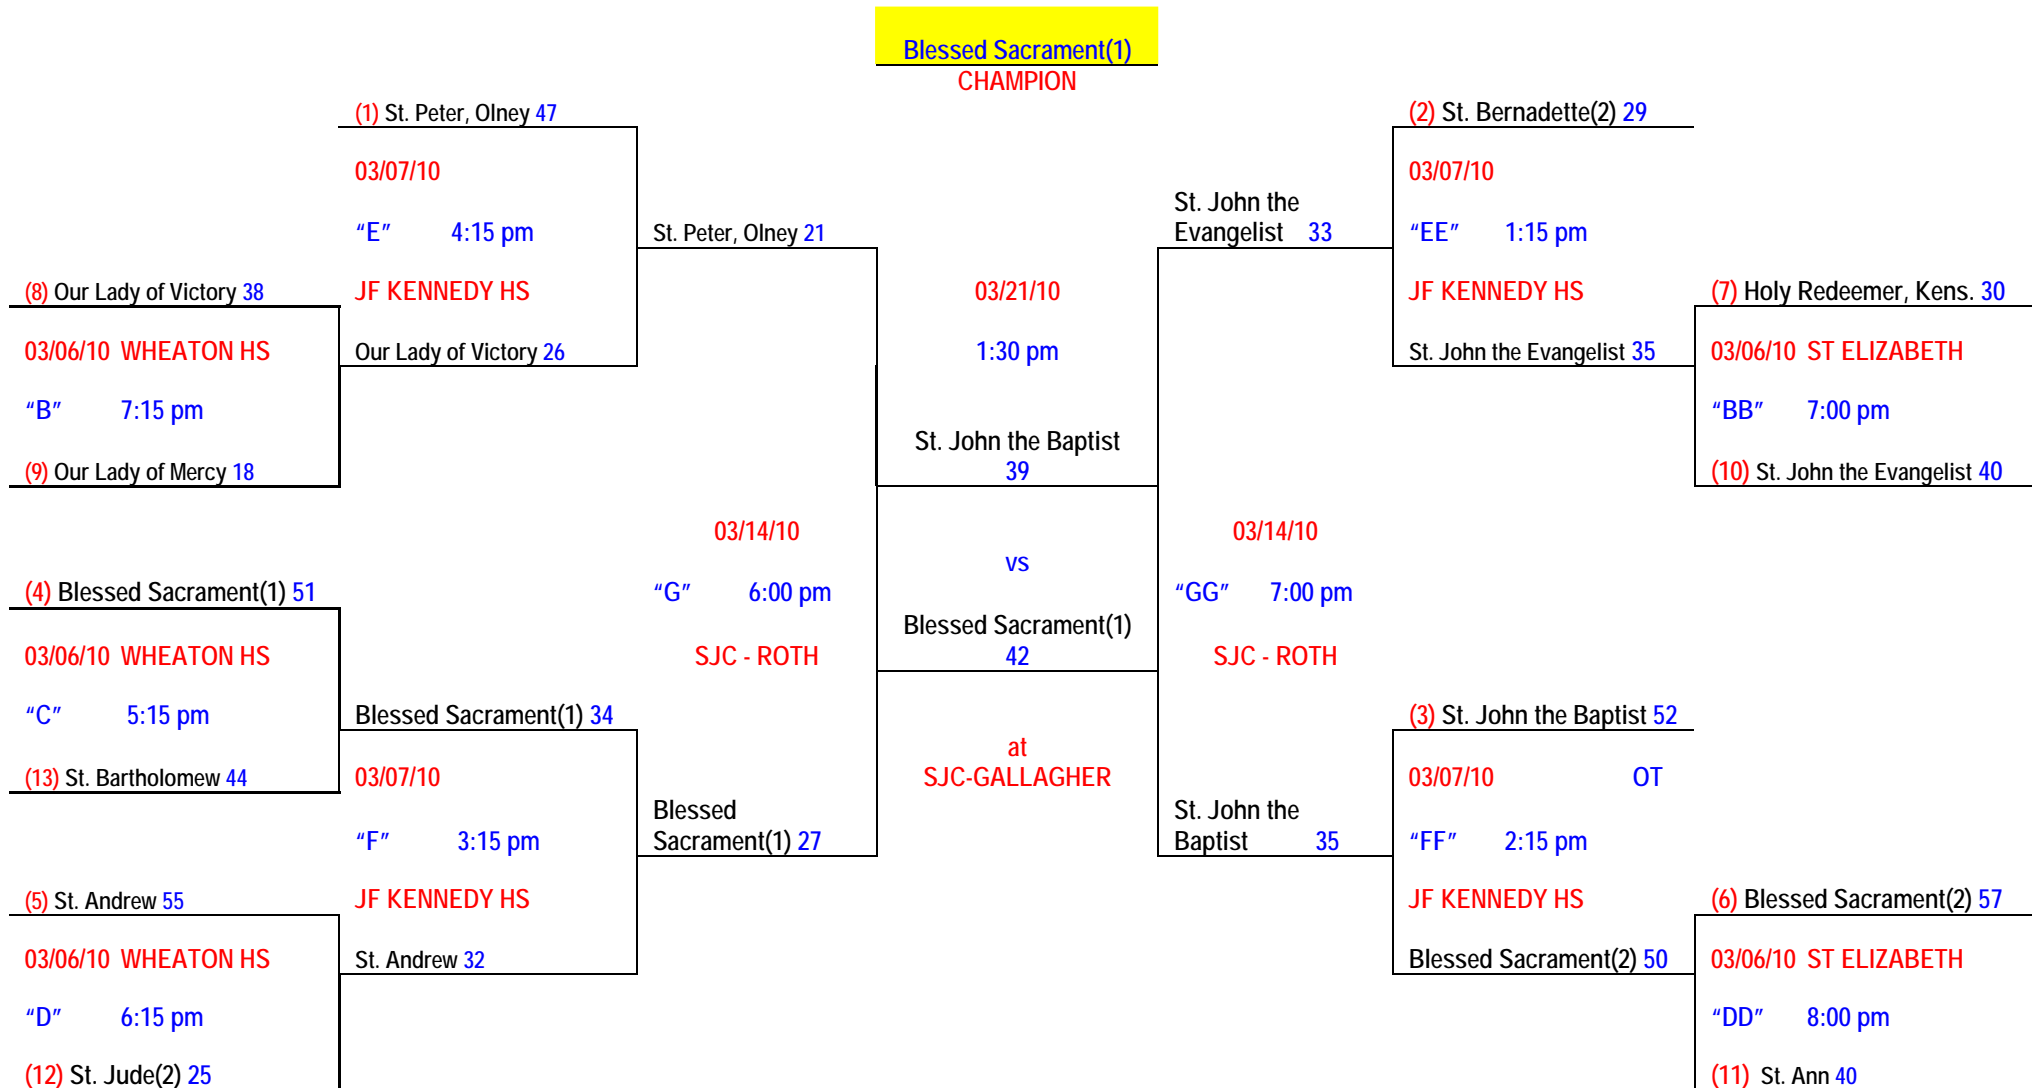 Blessed Sacrament(1)
CHAMPION
(1) St. Peter, Olney 47
03/07/10
“E” 4:15 pm
JF KENNEDY HS
Our Lady of Victory 26
(8) Our Lady of Victory 38
03/06/10 WHEATON HS
“B” 7:15 pm
(9) Our Lady of Mercy 18
St. Peter, Olney 21
03/14/10
“G” 6:00 pm
SJC - ROTH
Blessed
Sacrament(1) 27
(4) Blessed Sacrament(1) 51
03/06/10 WHEATON HS
“C” 5:15 pm
(13) St. Bartholomew 44
Blessed Sacrament(1) 34
03/07/10
“F” 3:15 pm
JF KENNEDY HS
St. Andrew 32
(5) St. Andrew 55
03/06/10 WHEATON HS
“D” 6:15 pm
(12) St. Jude(2) 25
03/21/10
1:30 pm
St. John the Baptist
39
vs
Blessed Sacrament(1)
42
at
SJC-GALLAGHER
St. John the
Evangelist 33
03/14/10
“GG” 7:00 pm
SJC - ROTH
St. John the
Baptist 35
(2) St. Bernadette(2) 29
03/07/10
“EE” 1:15 pm
JF KENNEDY HS
St. John the Evangelist 35
(7) Holy Redeemer, Kens. 30
03/06/10 ST ELIZABETH
“BB” 7:00 pm
(10) St. John the Evangelist 40
(3) St. John the Baptist 52
03/07/10 OT
“FF” 2:15 pm
JF KENNEDY HS
Blessed Sacrament(2) 50
(6) Blessed Sacrament(2) 57
03/06/10 ST ELIZABETH
“DD” 8:00 pm
(11) St. Ann 40